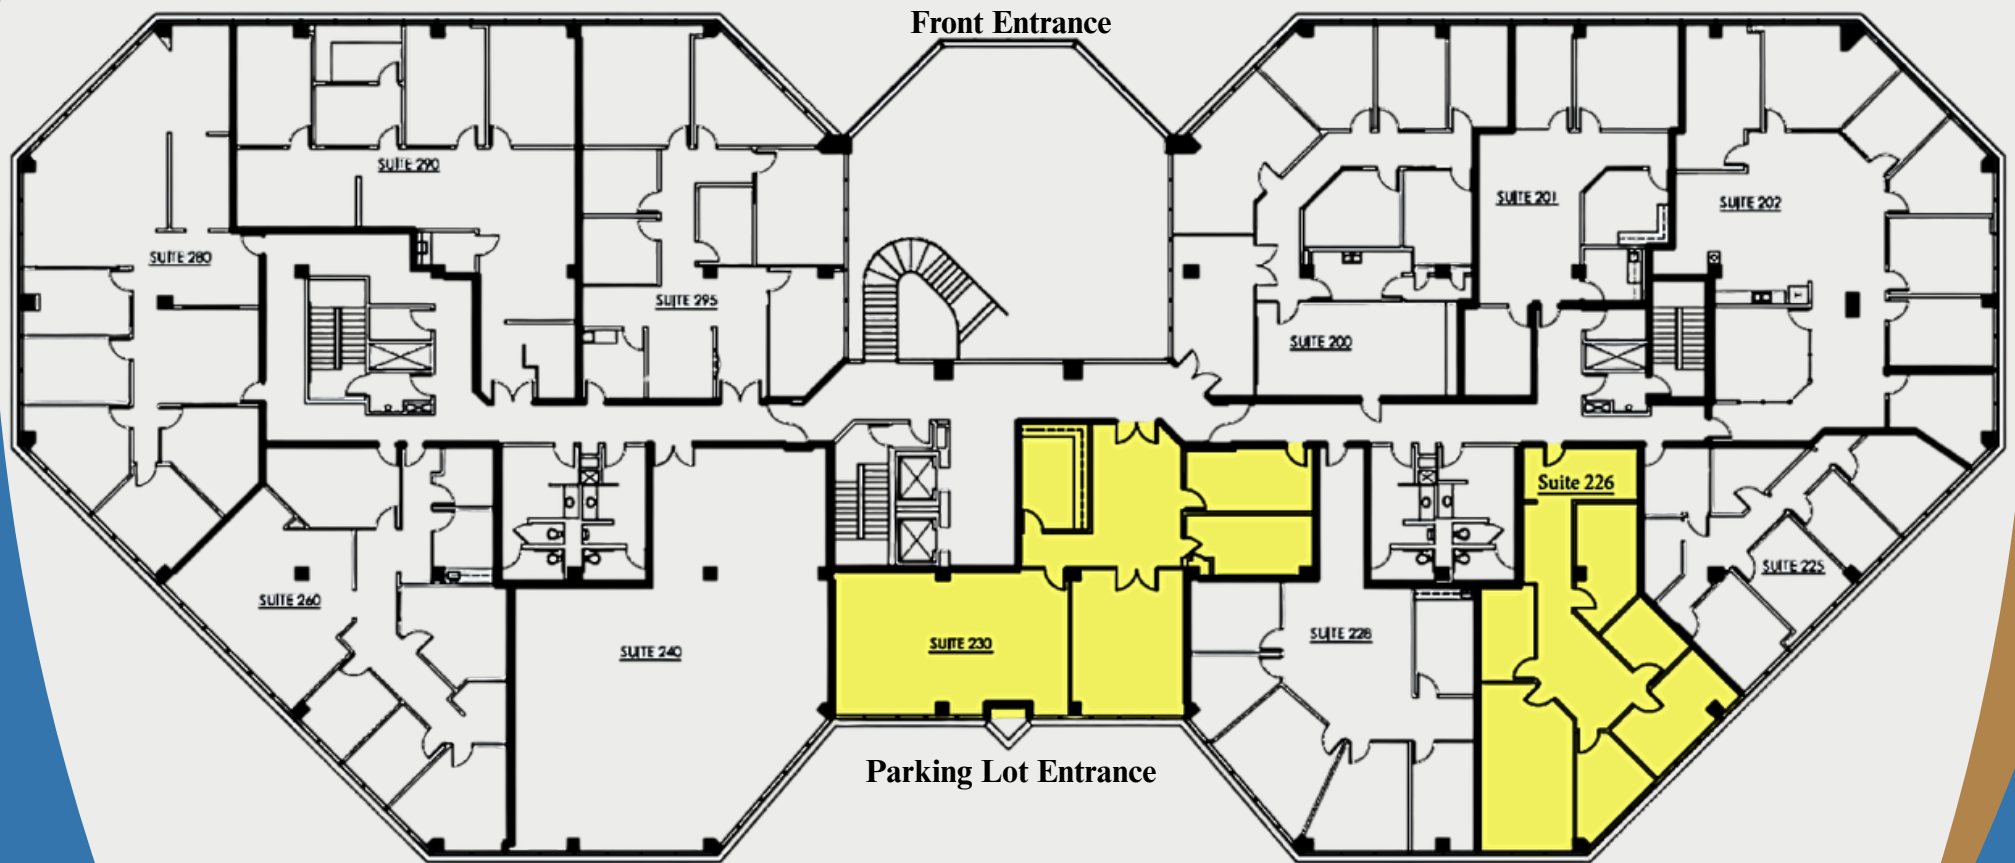 Front Entrance
SUITE 290
SUITE 201
SUITE 202
SUITE 280
SUITE 295
SUITE 200
Suite 226
SUITE 225
SUITE 260
SUITE 228
SUITE 230
SUITE 240
Parking Lot Entrance